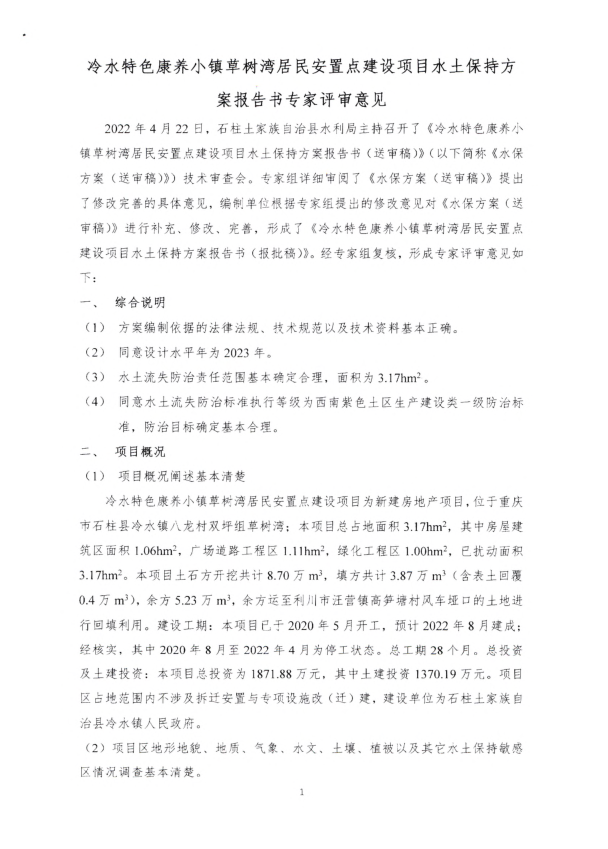 冷水特色康养小镇草树湾居民安置点建设项目水土保持方
案报告书专家评审意见
2022 年 4 月 22 日，石柱土家族自治县水利局主持召开了《冷水特色康养小
镇草树湾居民安置点建设项目水土保持方案报告书（送审稿）》（以下简称《水保
方案（送审稿）》）技术审查会。专家组详细审阅了《水保方案（送审稿）》提出
了修改完善的具体意见，编制单位根据专家组提出的修改意见对《水保方案（送
审稿）》进行补充、修改、完善，形成了《冷水特色康养小镇草树湾居民安置点
建设项目水土保持方案报告书（报批稿）》。经专家组复核，形成专家评审意见如
下：
一、 综合说明
（1） 方案编制依据的法律法规、技术规范以及技术资料基本正确。
（2） 同意设计水平年为 2023 年。
（3） 水土流失防治责任范围基本确定合理，面积为 3.17hm²。
（4） 同意水土流失防治标准执行等级为西南紫色土区生产建设类一级防治标
准，防治目标确定基本合理。
二、 项目概况
（1） 项目概况阐述基本清楚
冷水特色康养小镇草树湾居民安置点建设项目为新建房地产项目，位于重庆
市石柱县冷水镇八龙村双坪组草树湾；本项目总占地面积 3.17hm²，其中房屋建
筑区面积 1.06hm²，广场道路工程区 1.11hm²，绿化工程区 1.00hm²，已扰动面积
3.17hm²。本项目土石方开挖共计 8.70 万 m³，填方共计 3.87 万 m³（含表土回覆
0.4 万 m³），余方 5.23 万 m³，余方运至利川市汪营镇高笋塘村风车垭口的土地进
行回填利用。建设工期：本项目已于 2020 年 5 月开工，预计 2022 年 8 月建成；
经核实，其中 2020 年 8 月至 2022 年 4 月为停工状态。总工期 28 个月。总投资
及土建投资：本项目总投资为 1871.88 万元，其中土建投资 1370.19 万元。项目
区占地范围内不涉及拆迁安置与专项设施改（迁）建，建设单位为石柱土家族自
治县冷水镇人民政府。
（2）项目区地形地貌、地质、气象、水文、土壤、植被以及其它水土保持敏感
区情况调查基本清楚。
1